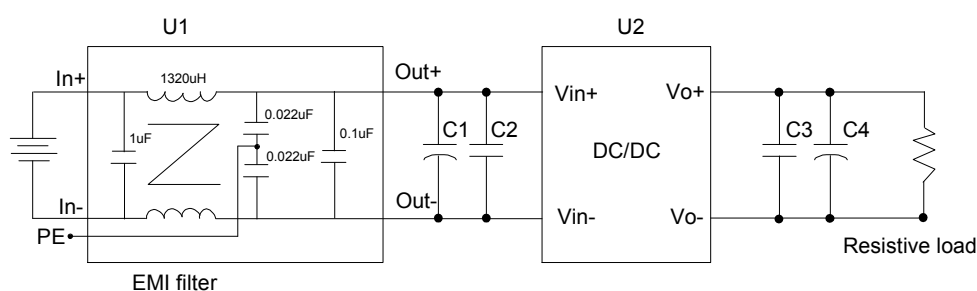 U1
U2
In+
1320uH
Out+
Vin+
Vo+
0.022uF
1uF
0.1uF
C1
C2
C3
C4
0.022uF
DC/DC
In-
Out-
Vin-
Vo-
PE
Resistive load
EMI filter